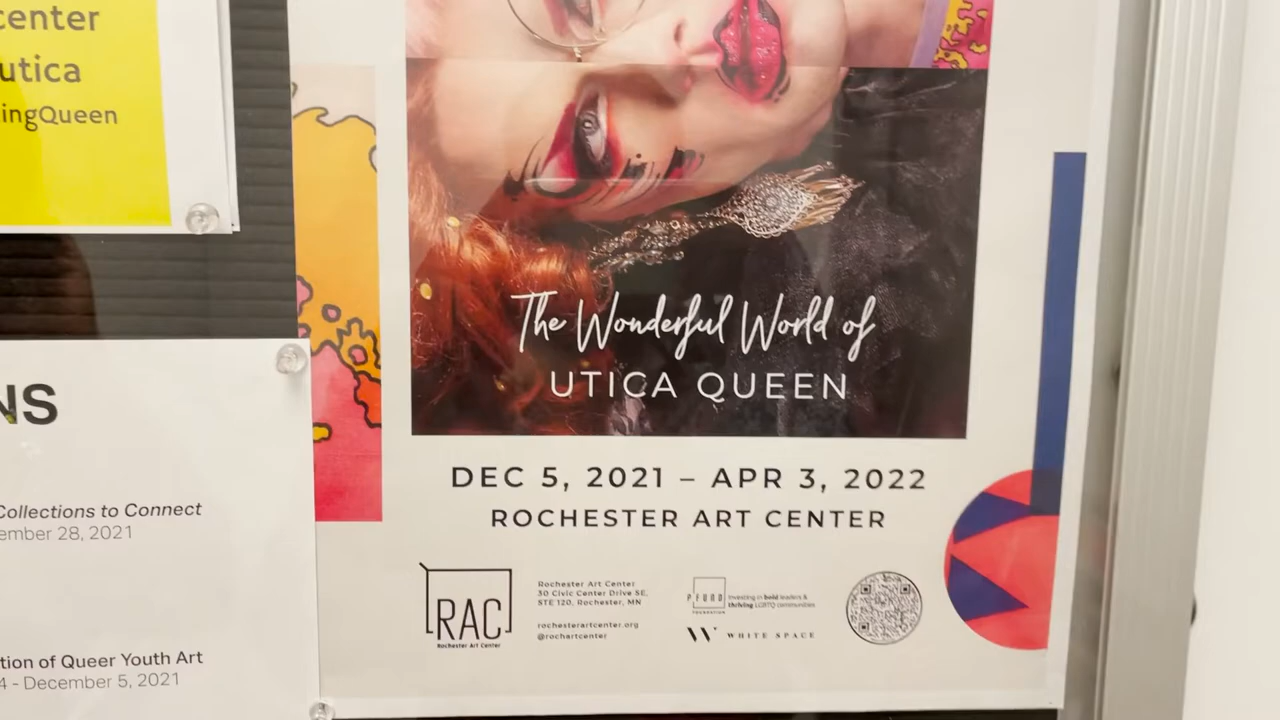 center
utica
ingQueen
The Wonderful World of
UTICA QUEEN
DEC 5, 2021 – APR 3, 2022
ROCHESTER ART CENTER
RAC
Rochester Art Center
Rochester Art Center
30 Civic Center Drive SE,
STE 120, Rochester, MN
rochesterartcenter.org
@rochartcenter
PFUND
FOUNDATION
Investing in bold leaders &
thriving LGBTQ communities
W WHITE SPACE
NS
Collections to Connect
ember 28, 2021
tion of Queer Youth Art
4 - December 5, 2021